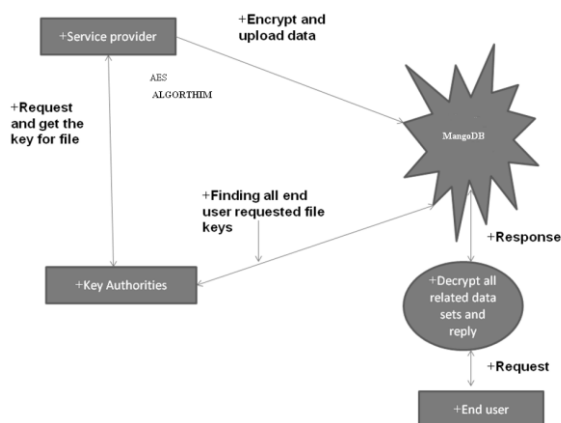 +Service provider
+Encrypt and
upload data
AES
ALGORTHIM
+Request
and get the
key for file
MangoDB
+Finding all end
user requested file
keys
+Response
+Key Authorities
+Decrypt all
related data
sets and
reply
+Request
+End user